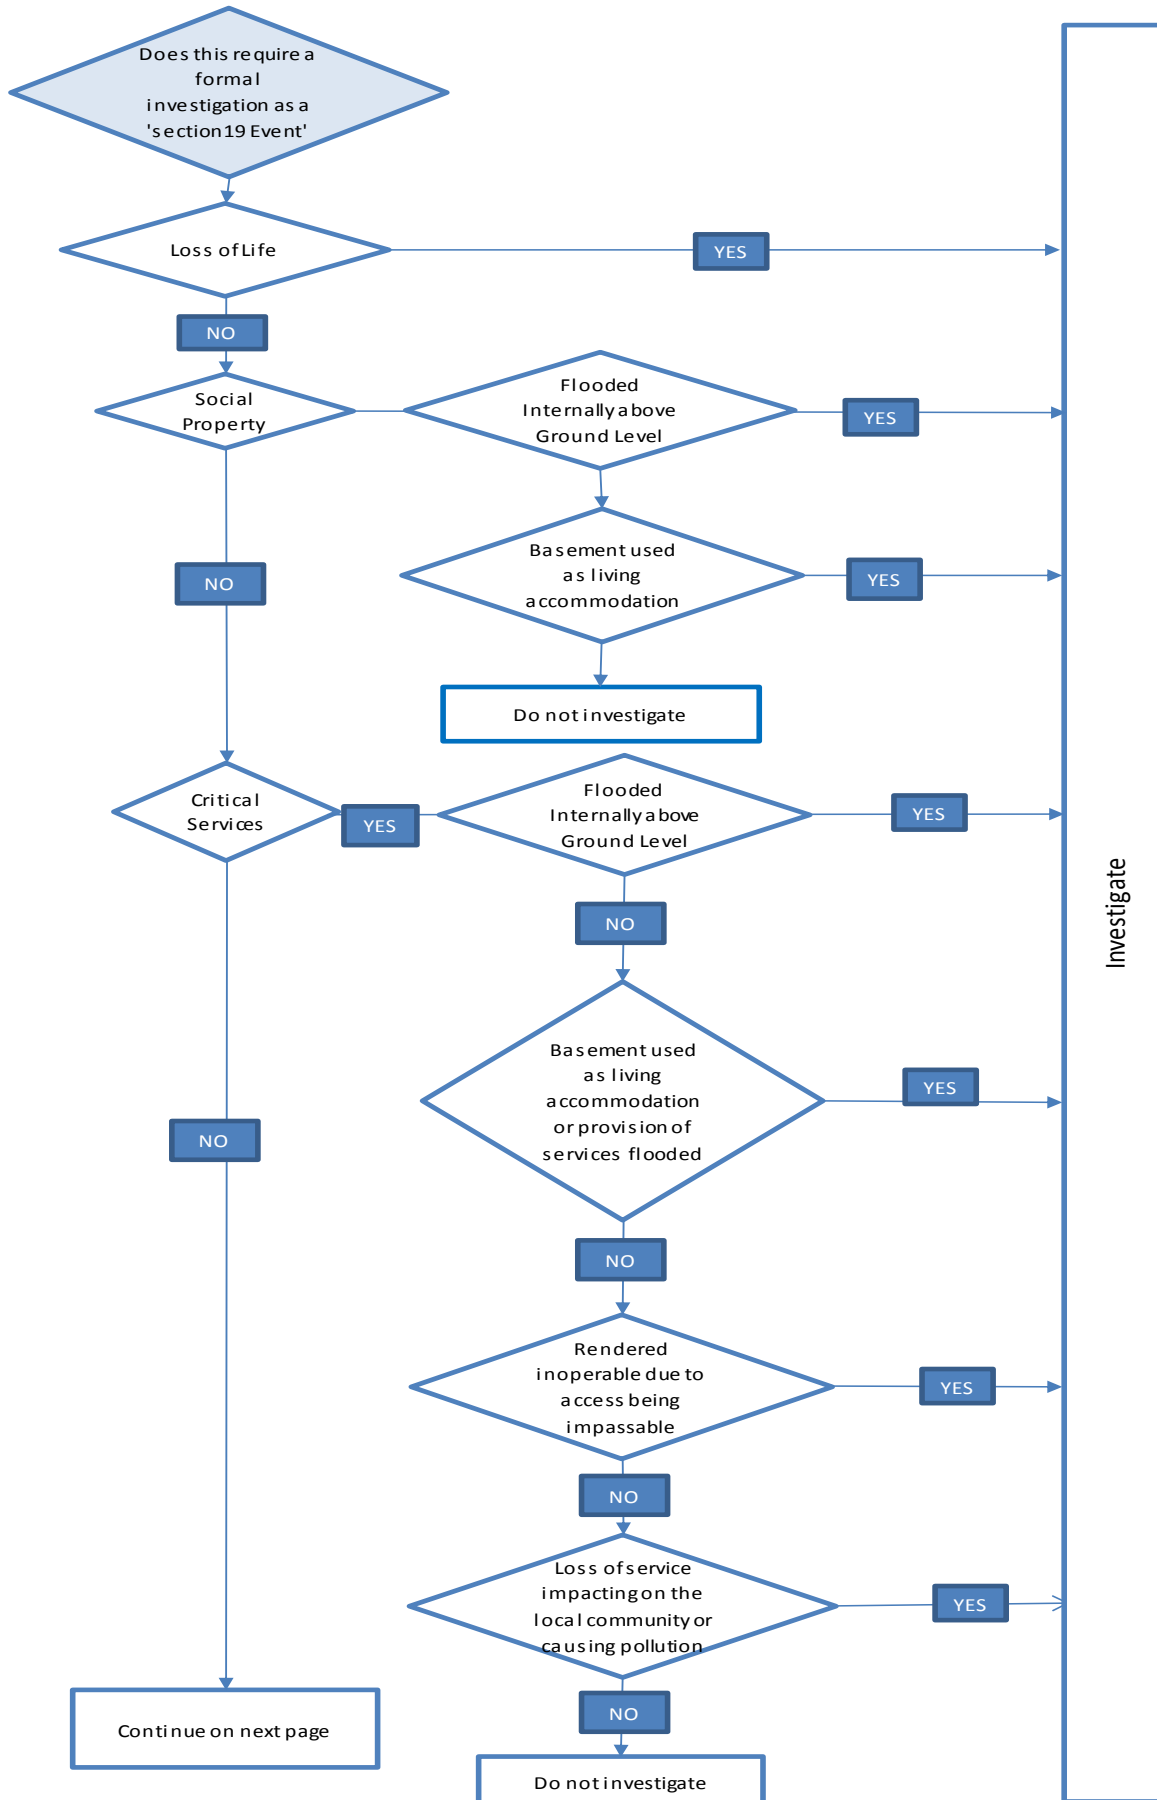 Does this require a
formal
investigation as a
'section19 Event'
Loss of Life
YES
NO
Social
Property
Flooded
Internally above
Ground Level
YES
Basement used
as living
accommodation
YES
NO
Do not investigate
Critical
Services
YES
Flooded
Internally above
Ground Level
YES
NO
Basement used
as living
accommodation
or provision of
services flooded
YES
NO
NO
Rendered
inoperable due to
access being
impassable
YES
NO
Loss of service
impacting on the
local community or
causing pollution
YES
NO
Continue on next page
Do not investigate
Investigate